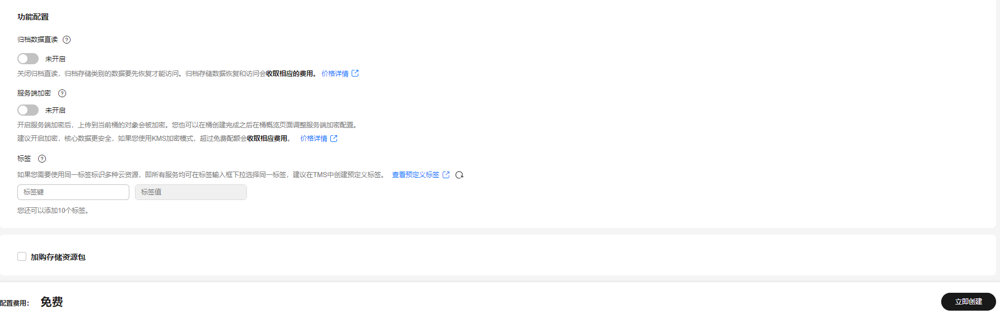 功能配置
归档数据直读
未开启
关闭归档直读，归档存储类别的数据要先恢复才能访问。归档存储数据恢复和访问会收取相应的费用。 价格详情
服务端加密
未开启
开启服务端加密后，上传到当前桶的对象会被加密。您也可以在桶创建完成之后在桶概览页面调整服务端加密配置。
建议开启加密，核心数据更安全，如果您使用KMS加密模式，超过免费配额会收取相应费用。 价格详情
标签
如果您需要使用同一标签标识多种云资源，即所有服务均可在标签输入框下拉选择同一标签，建议在TMS中创建预定义标签。 查看预定义标签
标签键 标签值
您还可以添加10个标签。
加购存储资源包
配置费用： 免费 立即创建